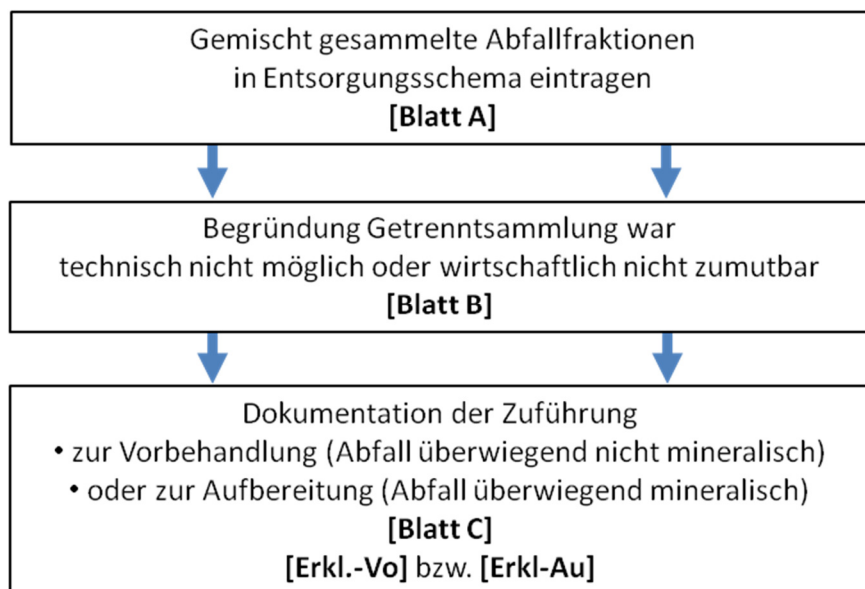 Gemischt gesammelte Abfallfraktionen
in Entsorgungsschema eintragen
[Blatt A]
Begründung Getrenntsammlung war
technisch nicht möglich oder wirtschaftlich nicht zumutbar
[Blatt B]
Dokumentation der Zuführung
• zur Vorbehandlung (Abfall überwiegend nicht mineralisch)
• oder zur Aufbereitung (Abfall überwiegend mineralisch)
[Blatt C]
[Erkl.-Vo] bzw. [Erkl-Au]